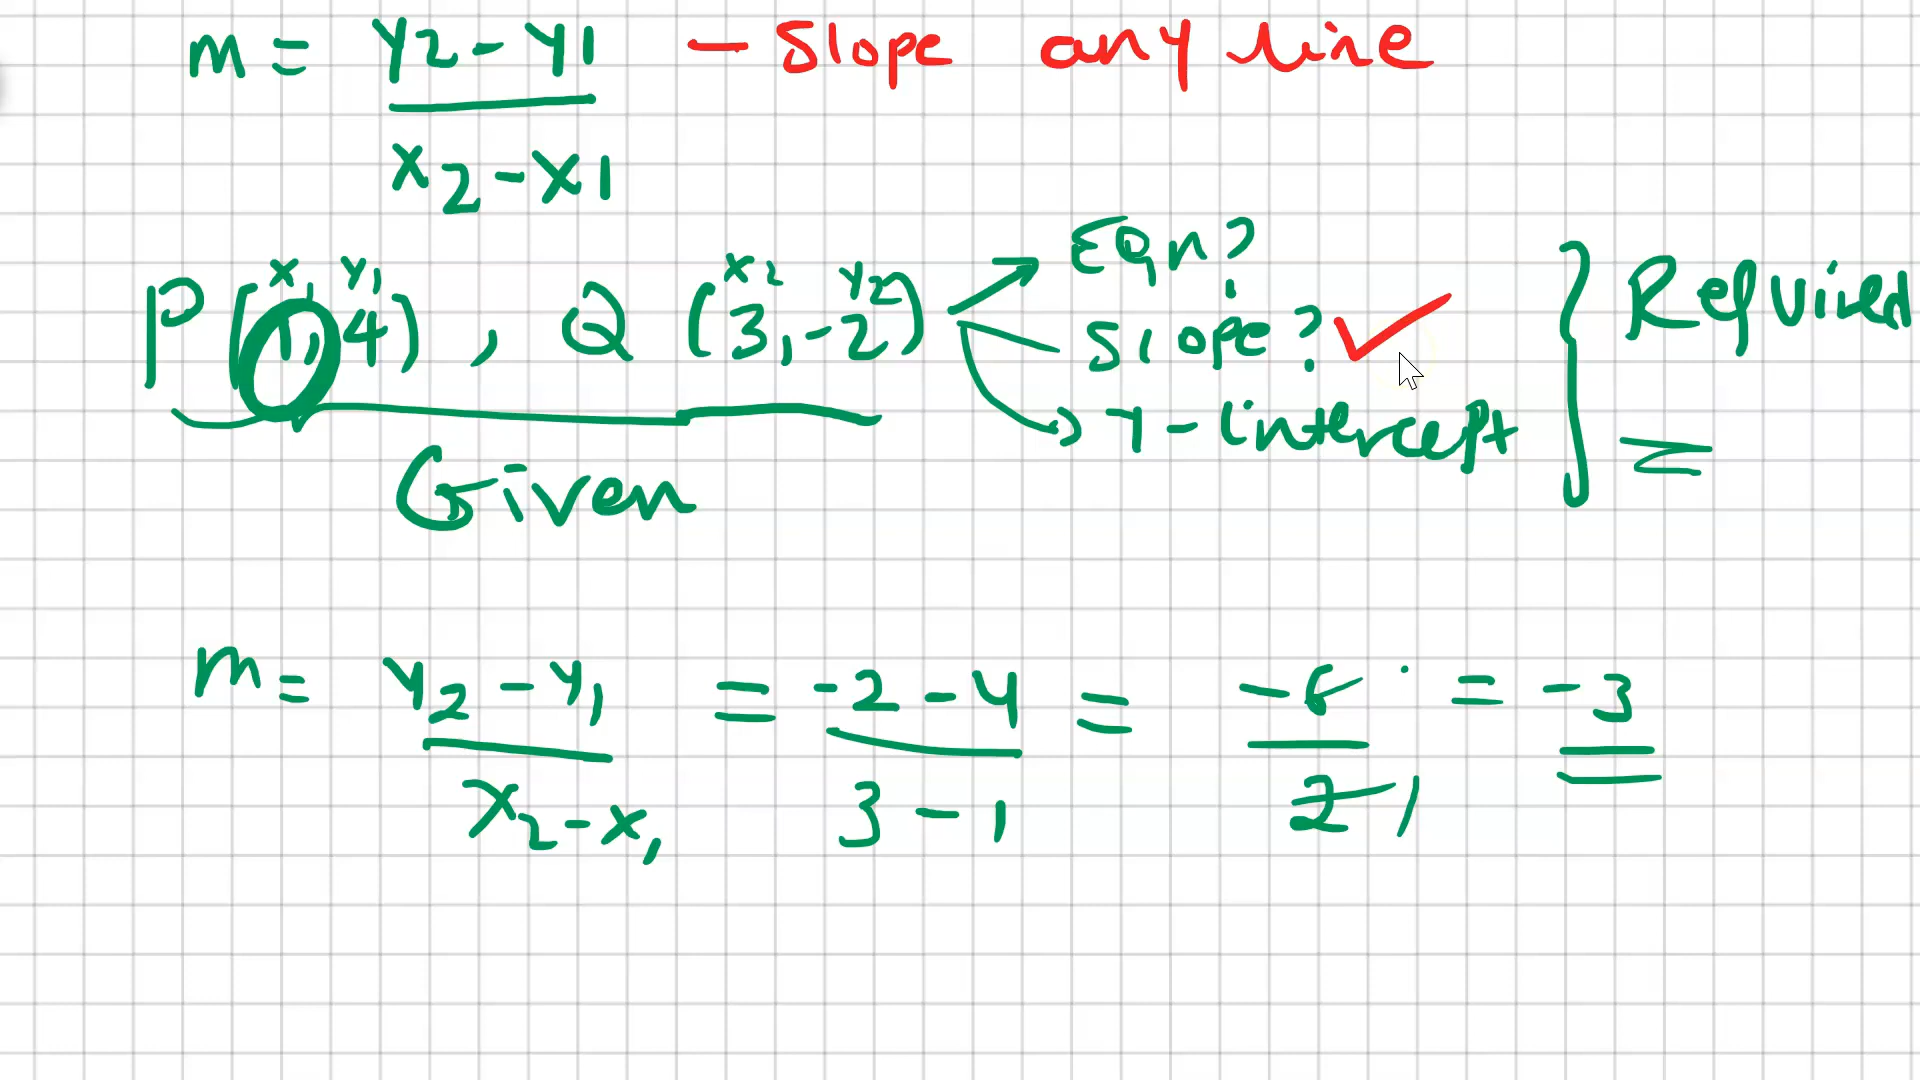 m = y2 - y1 — Slope any line
x2 - x1
Eqn?
x1 y1 x2 y2
P(1, 4), Q(3, -2) Slope? ✓ Required
y-intercept
Given
m = y2 - y1 = -2 - 4 = -6 = -3
x2 - x1 3 - 1 2 1